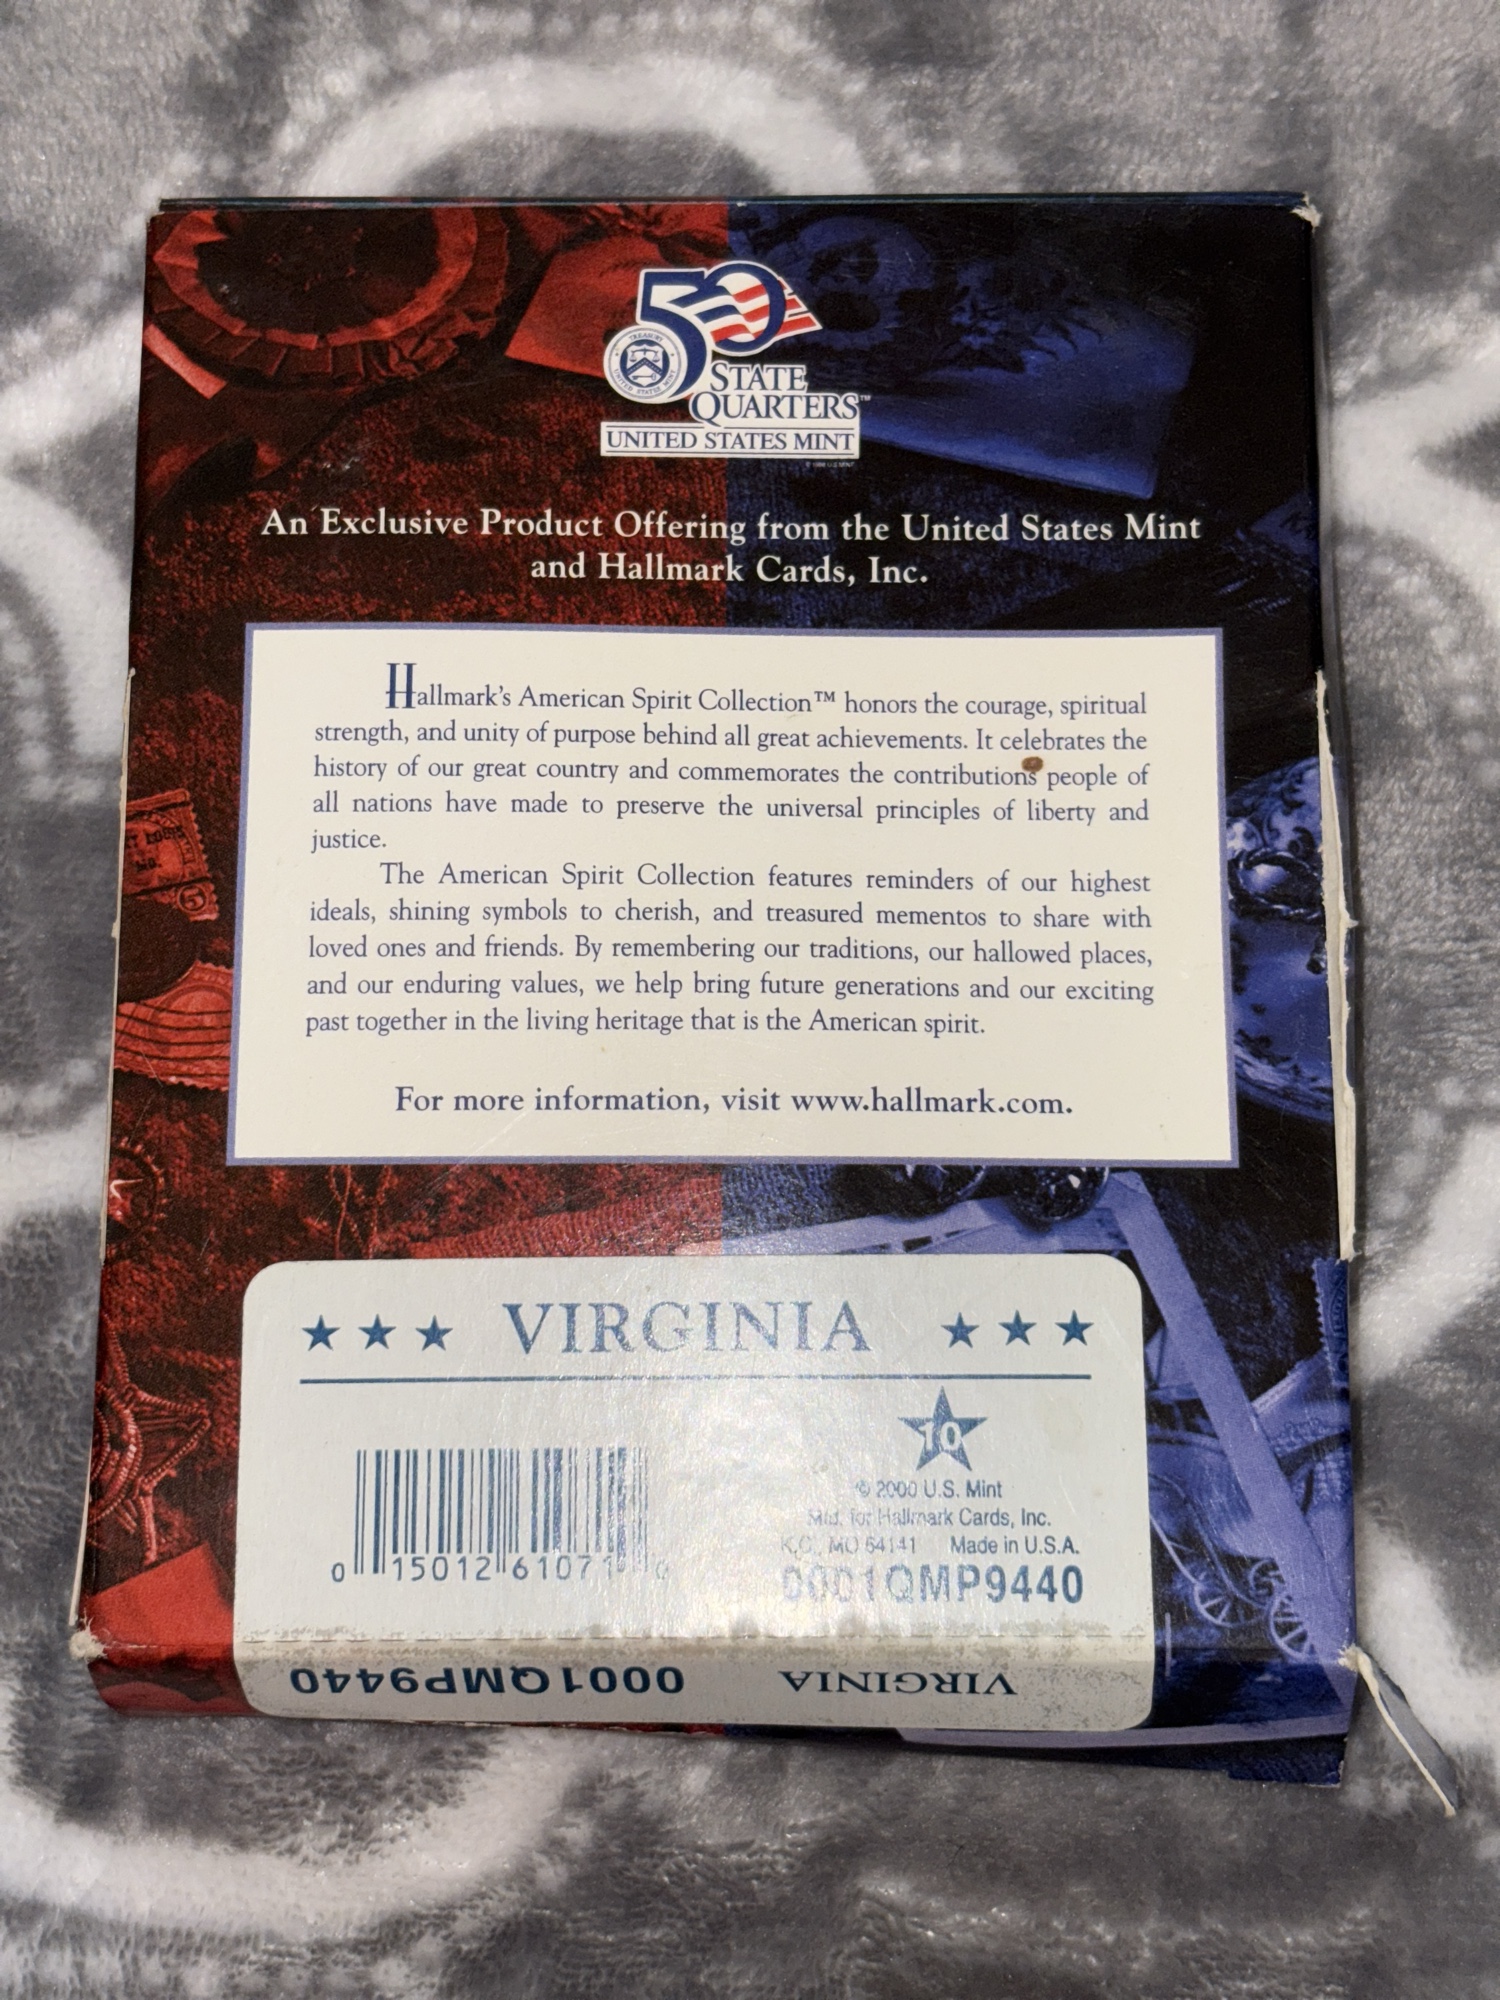 50
STATE
QUARTERS™
UNITED STATES MINT
An Exclusive Product Offering from the United States Mint
and Hallmark Cards, Inc.
Hallmark's American Spirit Collection™ honors the courage, spiritual
strength, and unity of purpose behind all great achievements. It celebrates the
history of our great country and commemorates the contributions people of
all nations have made to preserve the universal principles of liberty and
justice.
The American Spirit Collection features reminders of our highest
ideals, shining symbols to cherish, and treasured mementos to share with
loved ones and friends. By remembering our traditions, our hallowed places,
and our enduring values, we help bring future generations and our exciting
past together in the living heritage that is the American spirit.
For more information, visit www.hallmark.com.
★ ★ ★ VIRGINIA ★ ★ ★
10
© 2000 U.S. Mint
Mfd. for Hallmark Cards, Inc.
K.C., MO 64141 Made in U.S.A.
0 15012 61071 6
0001QMP9440
VIRGINIA 0001QMP9440